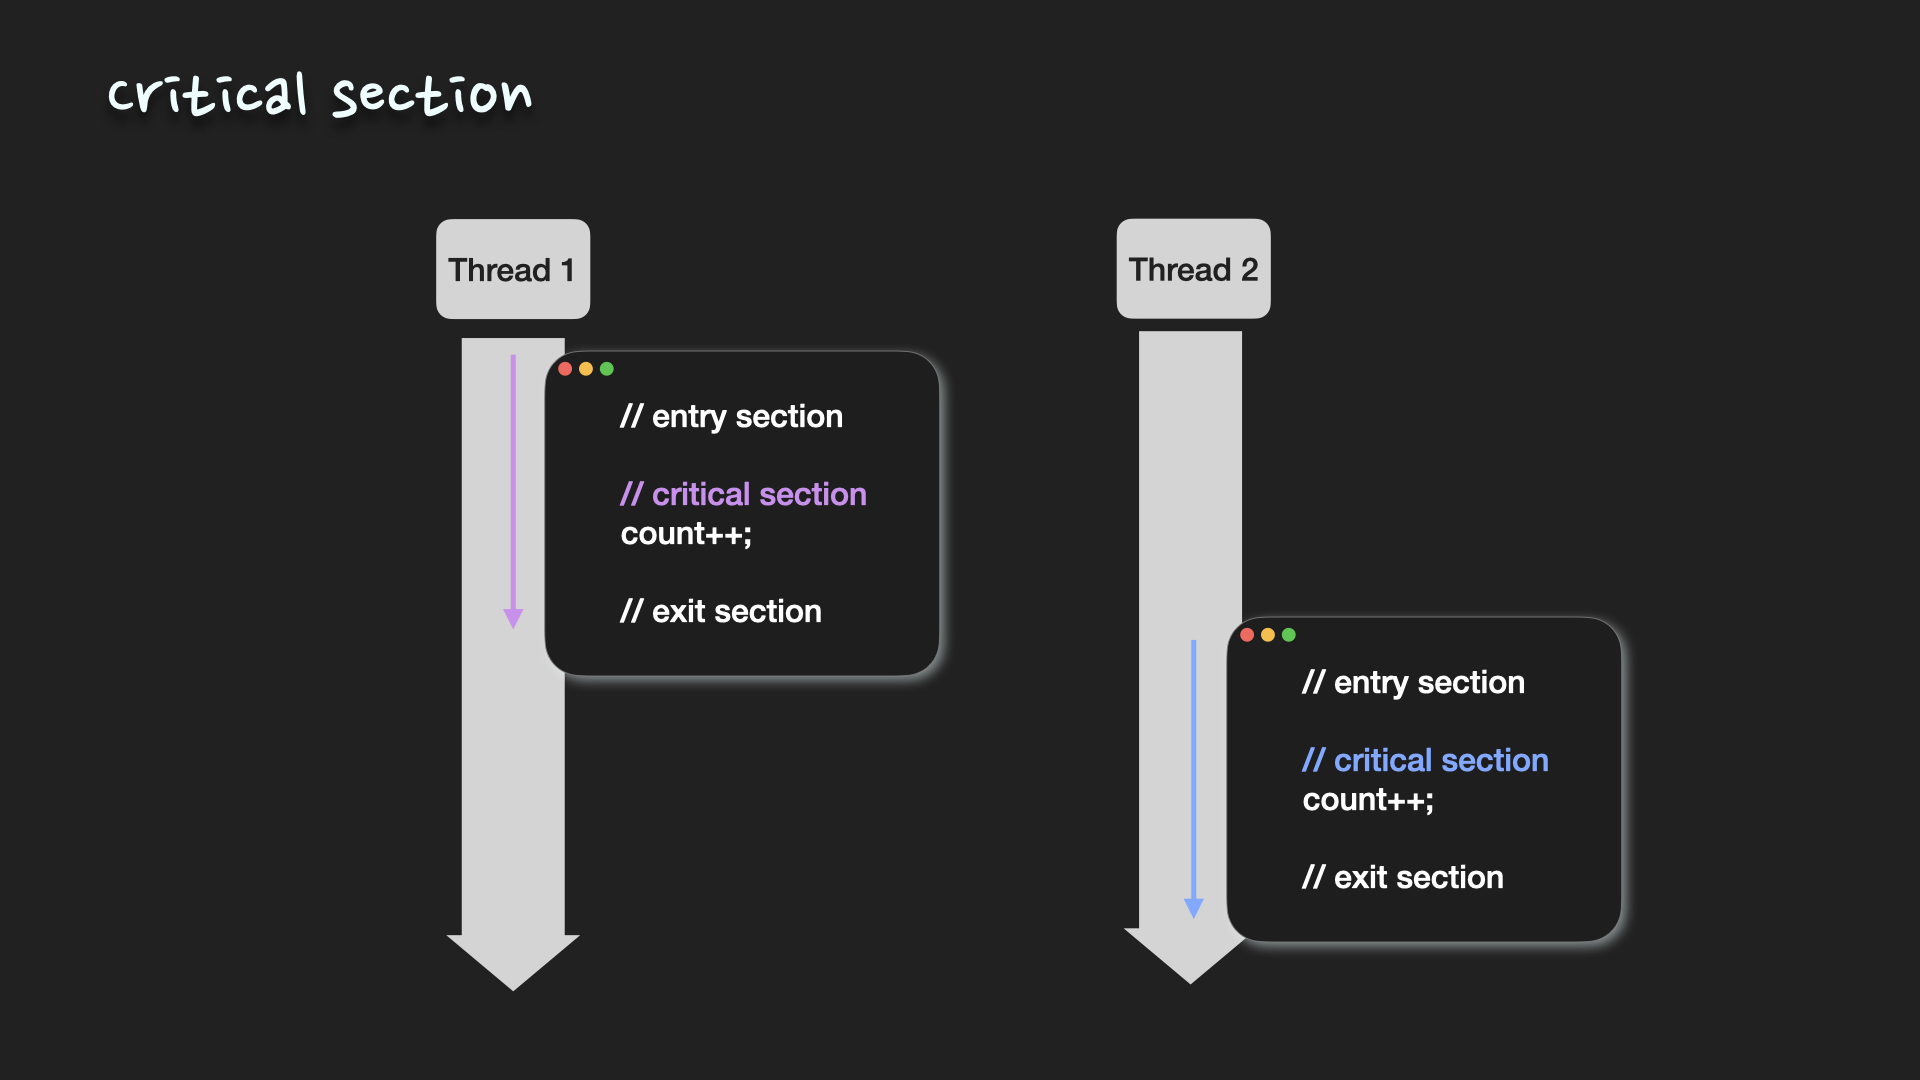 critical section
Thread 1
// entry section
// critical section
count++;
// exit section
Thread 2
// entry section
// critical section
count++;
// exit section